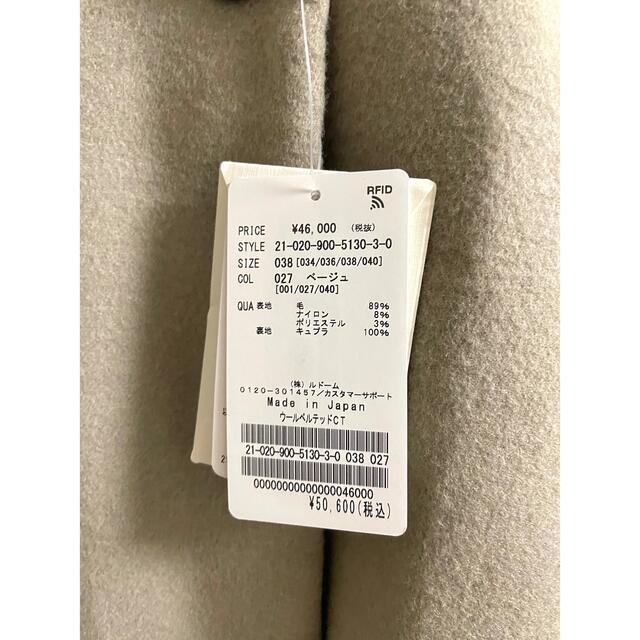 RFID
PRICE ¥46,000 (税抜)
STYLE 21-020-900-5130-3-0
SIZE 038 [034/036/038/040]
COL 027 ベージュ
[001/027/040]
QUA 表地 毛 89%
ナイロン 8%
ポリエステル 3%
裏地 キュプラ 100%
(株) ルドーム
0120-301457/カスタマーサポート
Made in Japan
ウールベルテッドCT
21-020-900-5130-3-0 038 027
00000000000000046000
¥50,600(税込)